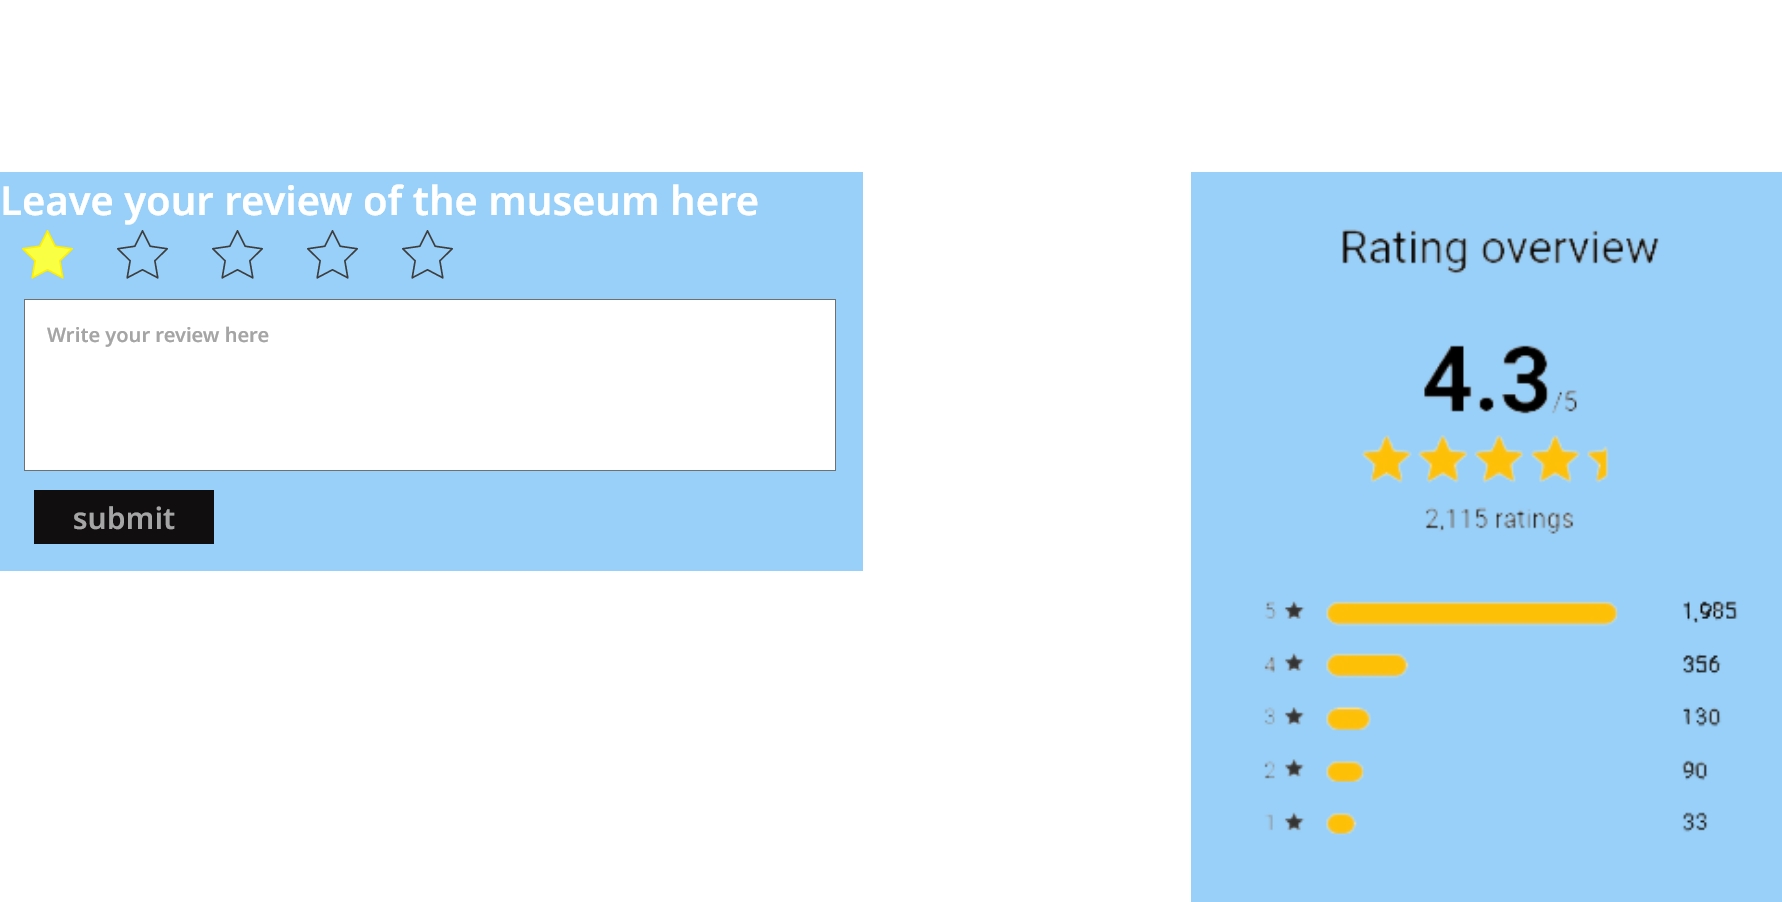 Leave your review of the museum here
Write your review here
submit
Rating overview
4.3/5
2,115 ratings
5 1,985
4 356
3 130
2 90
1 33